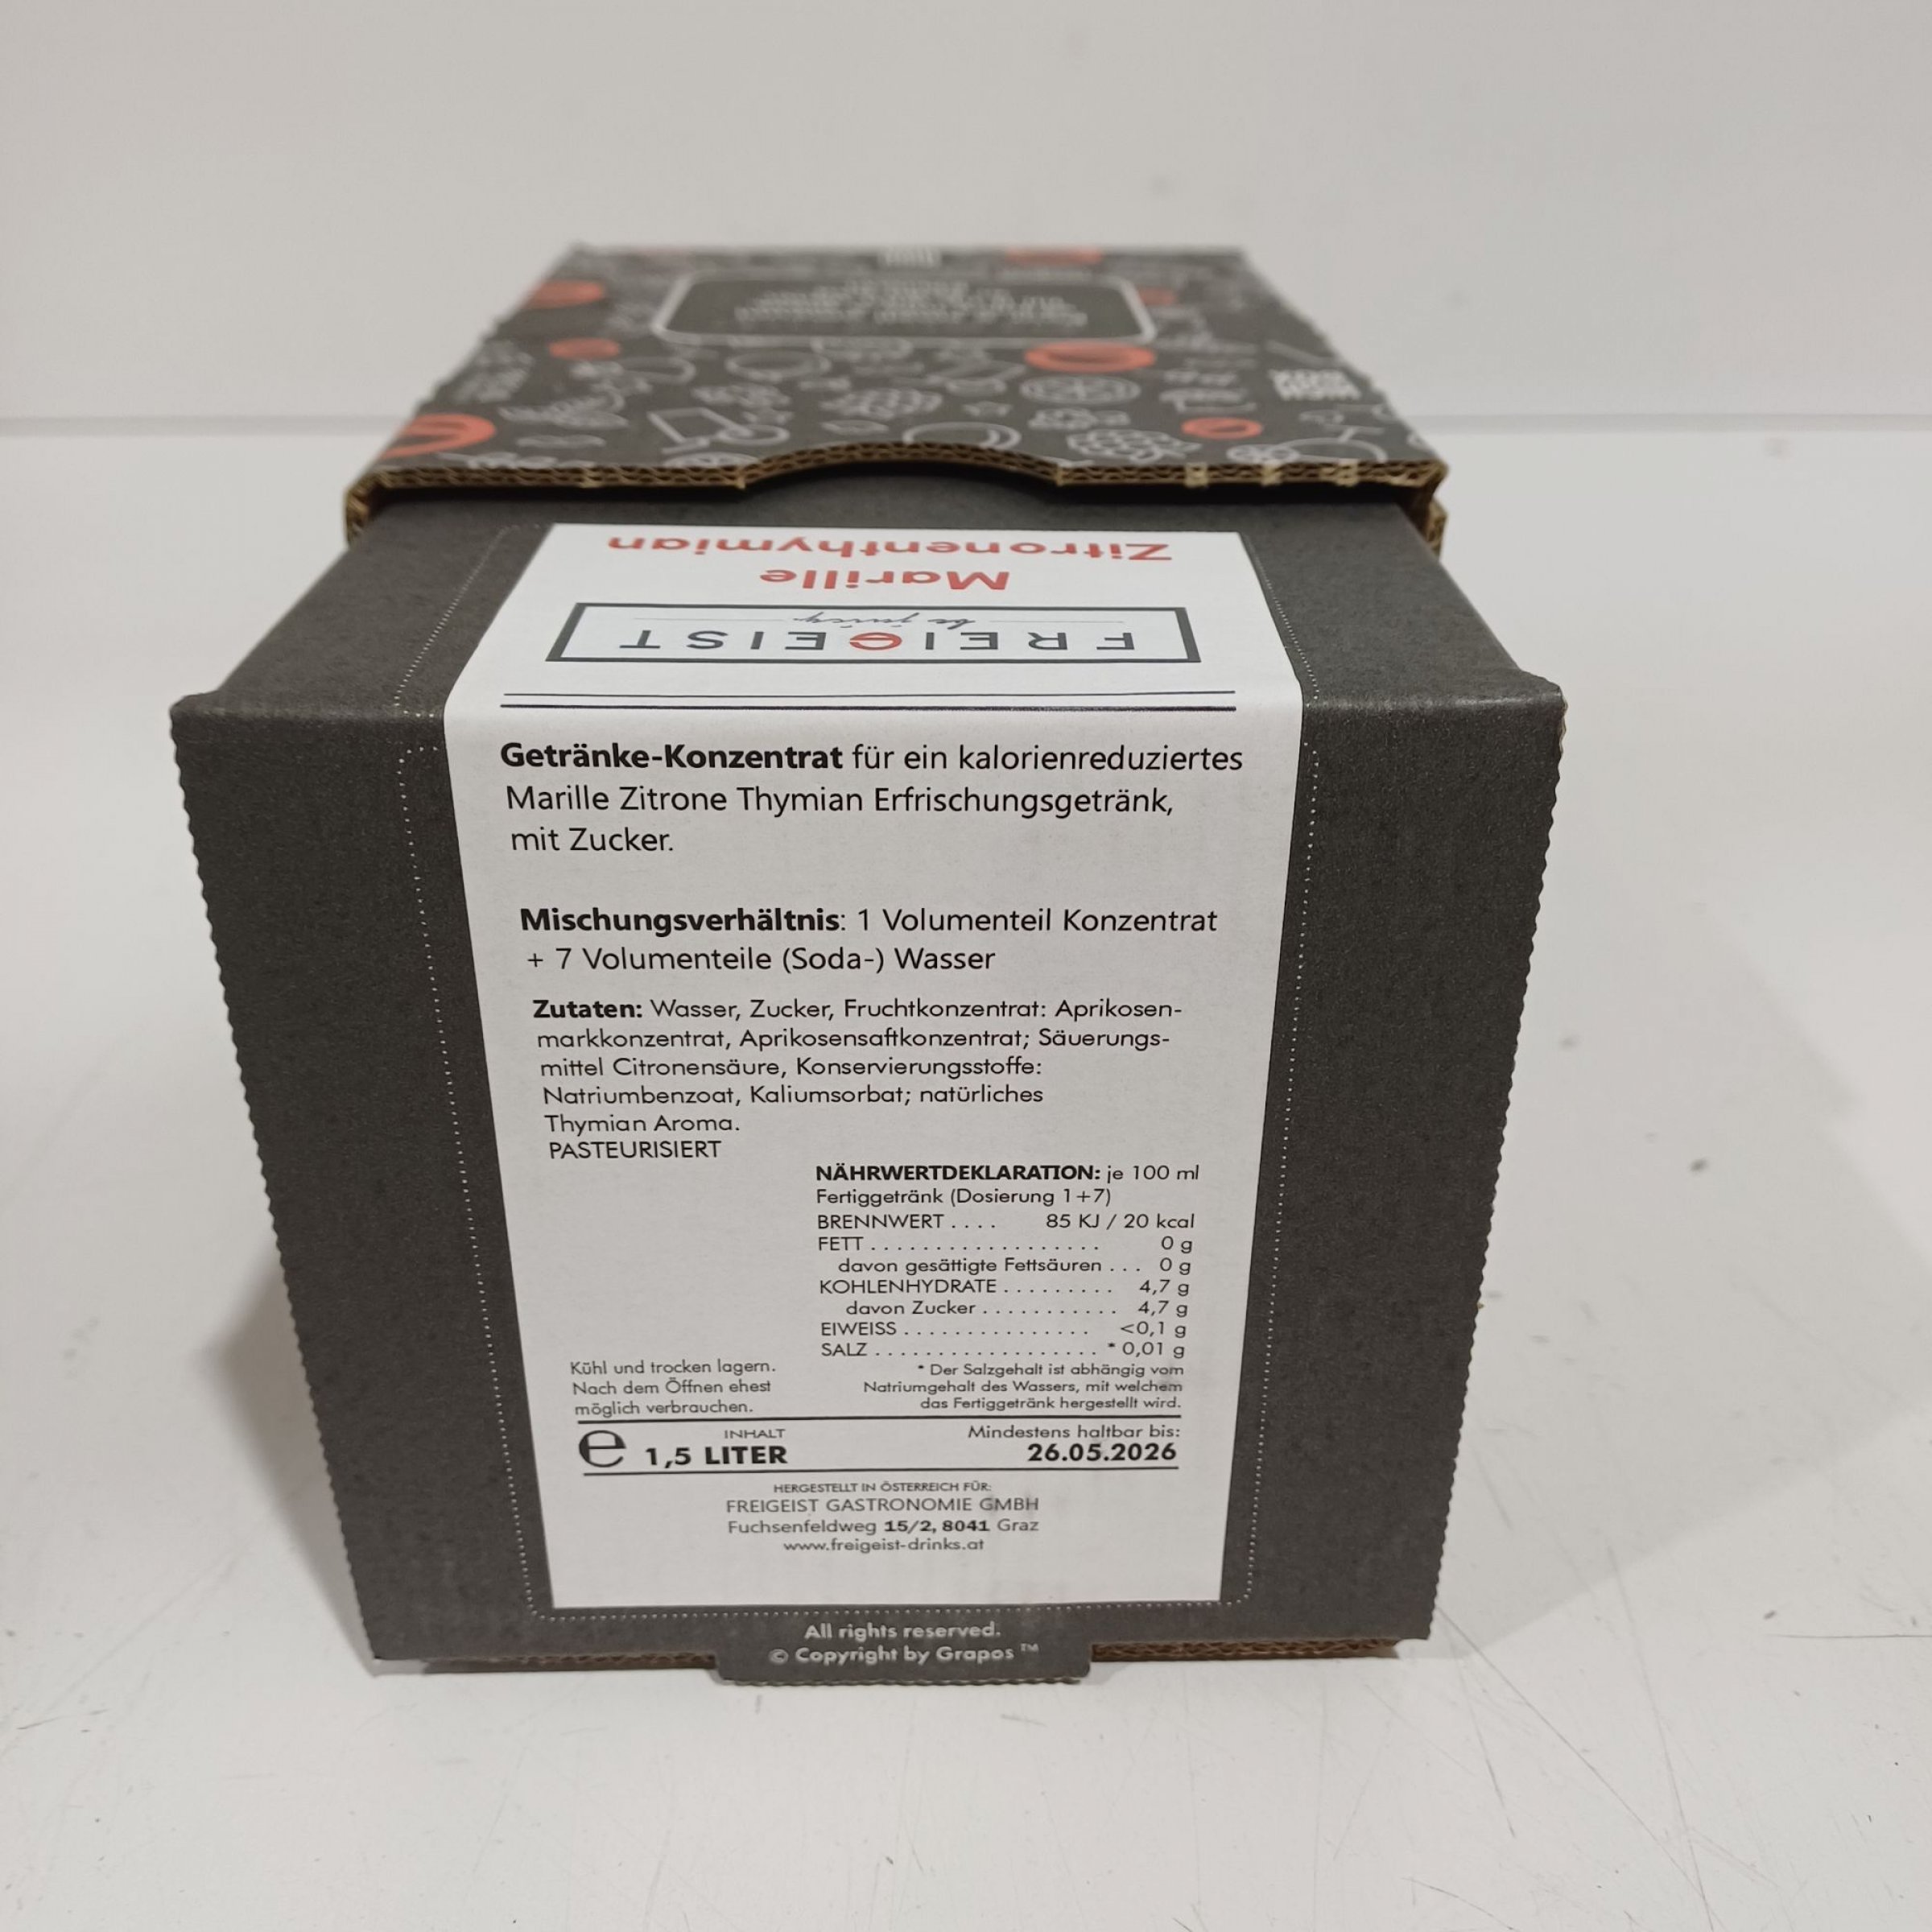 Zitronenthymian
Marille
be juicy
FREIGEIST
Getränke-Konzentrat für ein kalorienreduziertes
Marille Zitrone Thymian Erfrischungsgetränk,
mit Zucker.
Mischungsverhältnis: 1 Volumenteil Konzentrat
+ 7 Volumenteile (Soda-) Wasser
Zutaten: Wasser, Zucker, Fruchtkonzentrat: Aprikosen-
markkonzentrat, Aprikosensaftkonzentrat; Säuerungs-
mittel Citronensäure, Konservierungsstoffe:
Natriumbenzoat, Kaliumsorbat; natürliches
Thymian Aroma.
PASTEURISIERT
NÄHRWERTDEKLARATION: je 100 ml
Fertiggetränk (Dosierung 1+7)
BRENNWERT .... 85 KJ / 20 kcal
FETT .................. 0 g
davon gesättigte Fettsäuren ... 0 g
KOHLENHYDRATE ......... 4,7 g
davon Zucker ........... 4,7 g
EIWEISS ............... <0,1 g
SALZ .................. * 0,01 g
* Der Salzgehalt ist abhängig vom
Natriumgehalt des Wassers, mit welchem
das Fertiggetränk hergestellt wird.
Kühl und trocken lagern.
Nach dem Öffnen ehest
möglich verbrauchen.
INHALT
e 1,5 LITER
Mindestens haltbar bis:
26.05.2026
HERGESTELLT IN ÖSTERREICH FÜR:
FREIGEIST GASTRONOMIE GMBH
Fuchsenfeldweg 15/2, 8041 Graz
www.freigeist-drinks.at
All rights reserved.
© Copyright by Grapos ™